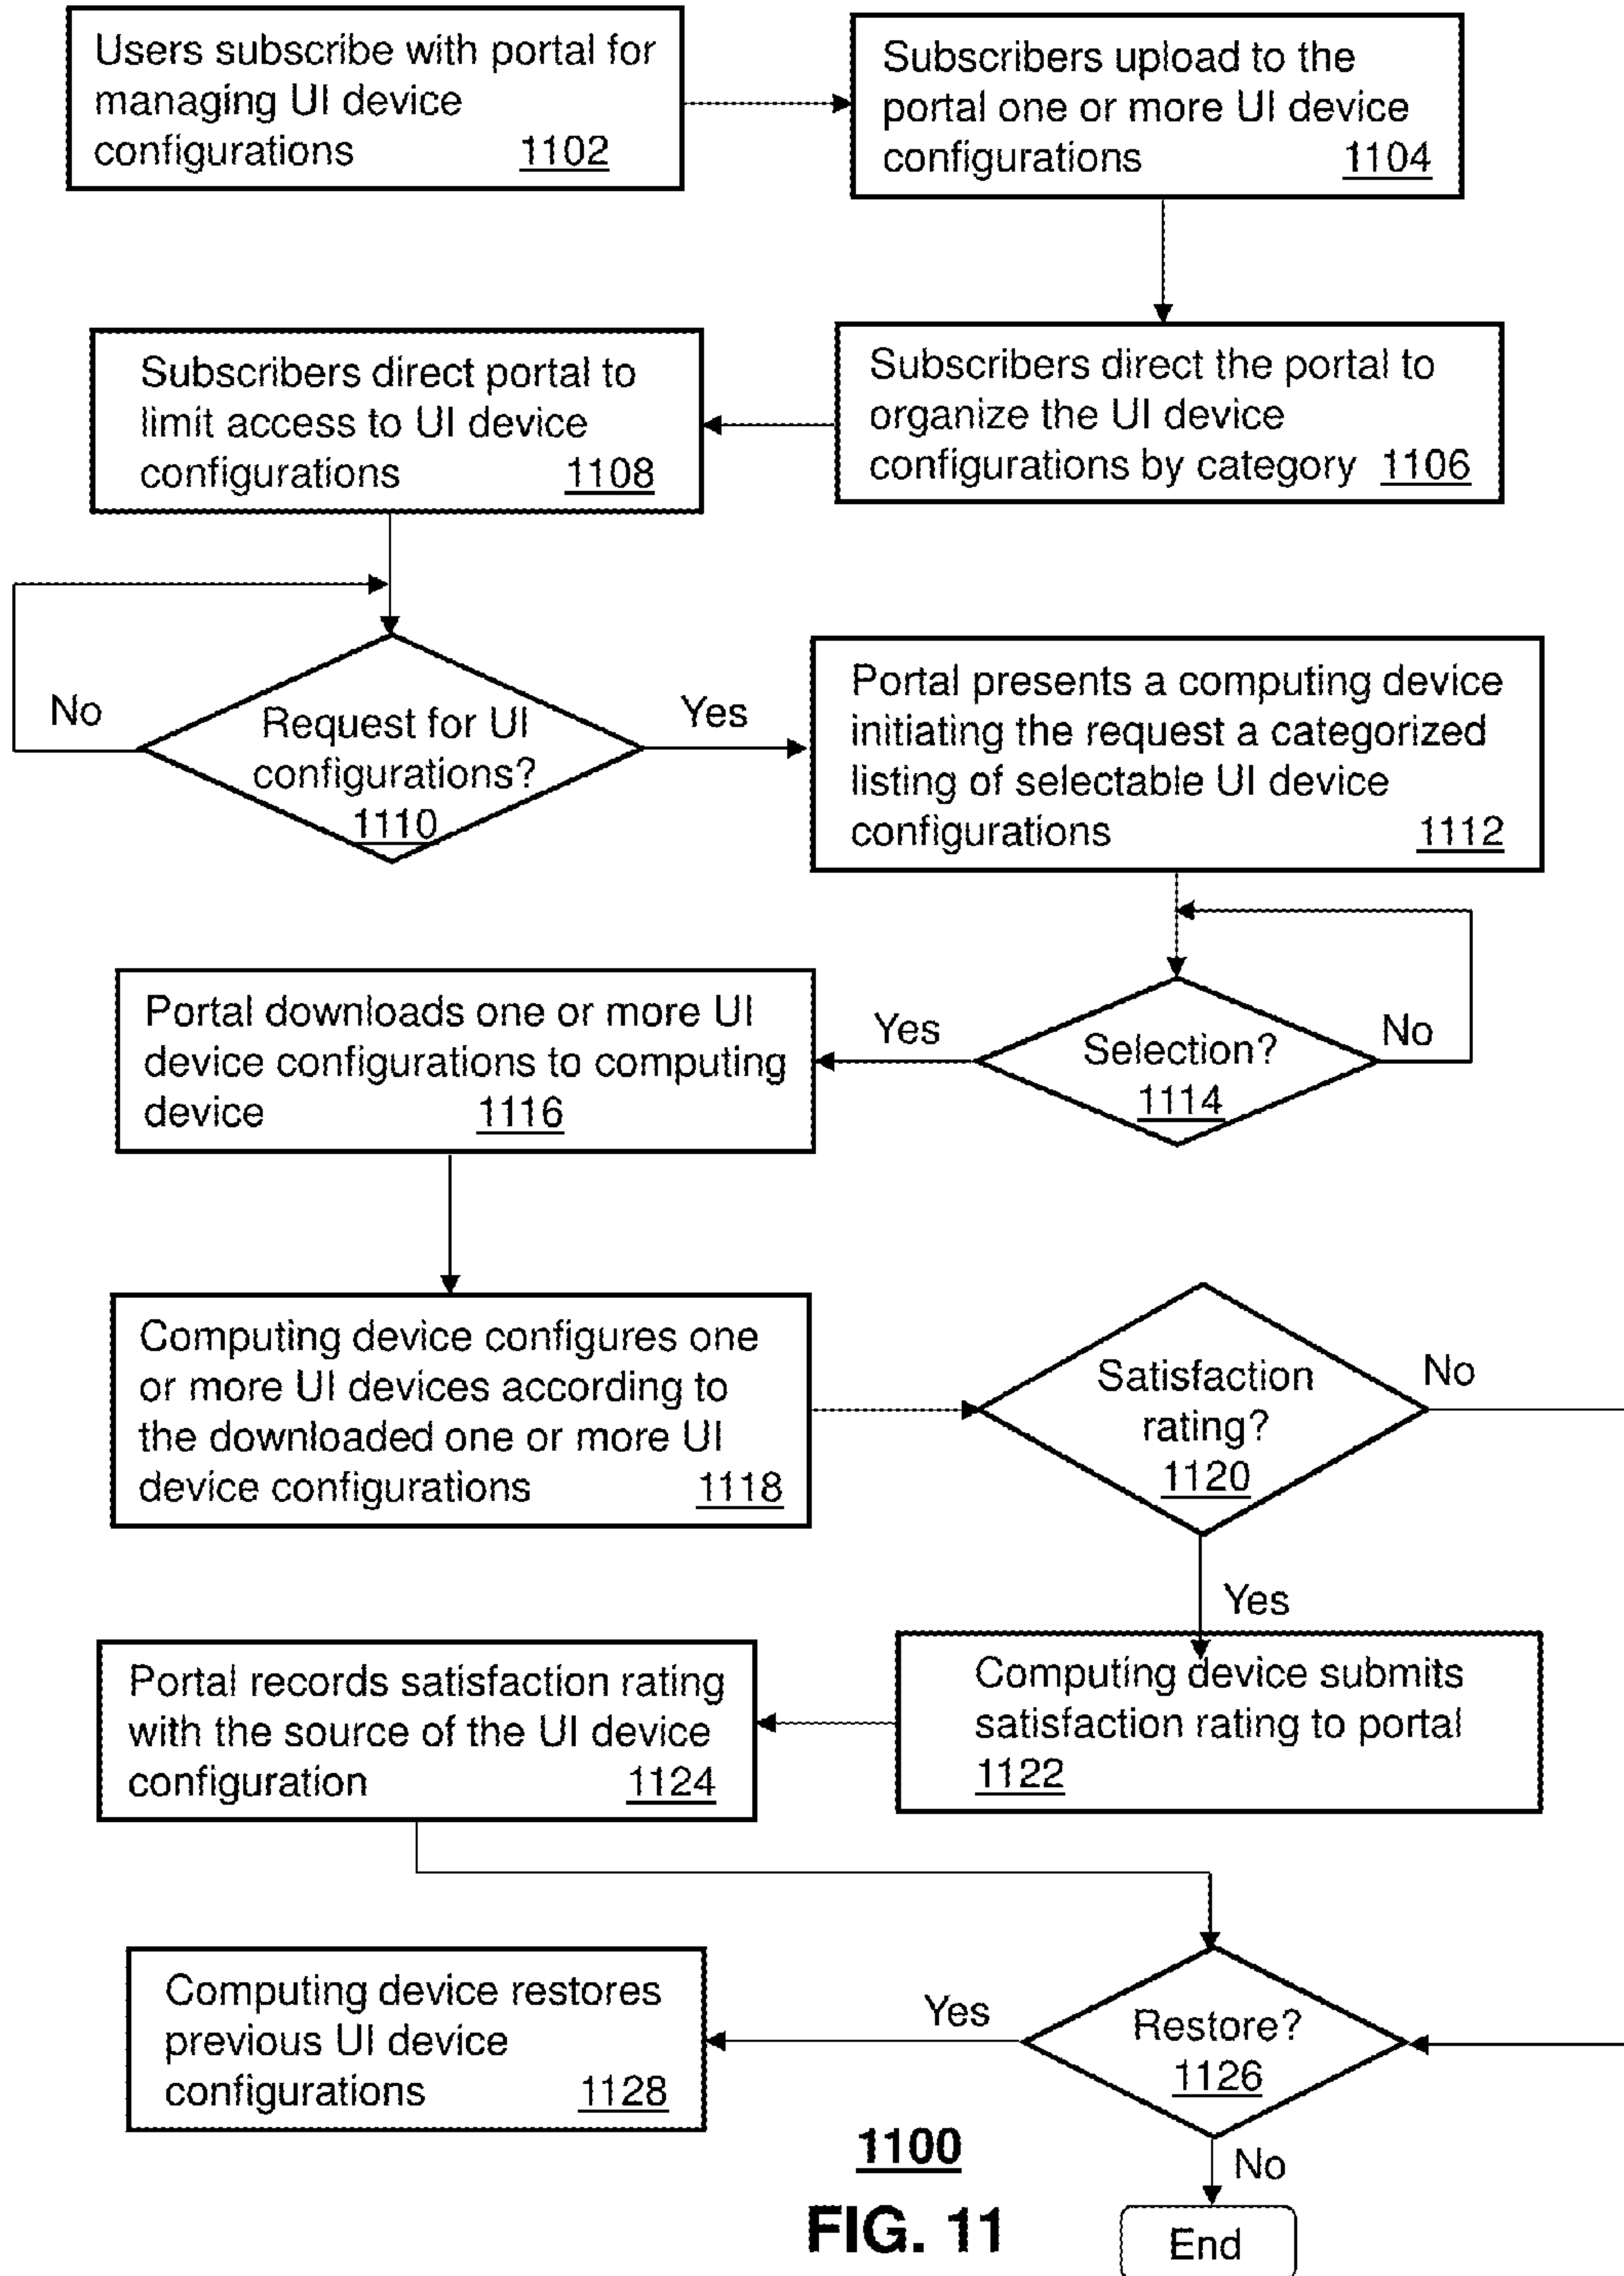 Users subscribe with portal for
managing UI device
configurations 1102
Subscribers upload to the
portal one or more UI device
configurations 1104
Subscribers direct the portal to
organize the UI device
configurations by category 1106
Subscribers direct portal to
limit access to UI device
configurations 1108
No
Request for UI
configurations?
1110
Yes
Portal presents a computing device
initiating the request a categorized
listing of selectable UI device
configurations 1112
Selection?
1114
No
Yes
Portal downloads one or more UI
device configurations to computing
device 1116
Computing device configures one
or more UI devices according to
the downloaded one or more UI
device configurations 1118
Satisfaction
rating?
1120
No
Yes
Computing device submits
satisfaction rating to portal
1122
Portal records satisfaction rating
with the source of the UI device
configuration 1124
Restore?
1126
Yes
Computing device restores
previous UI device
configurations 1128
No
End
1100
FIG. 11